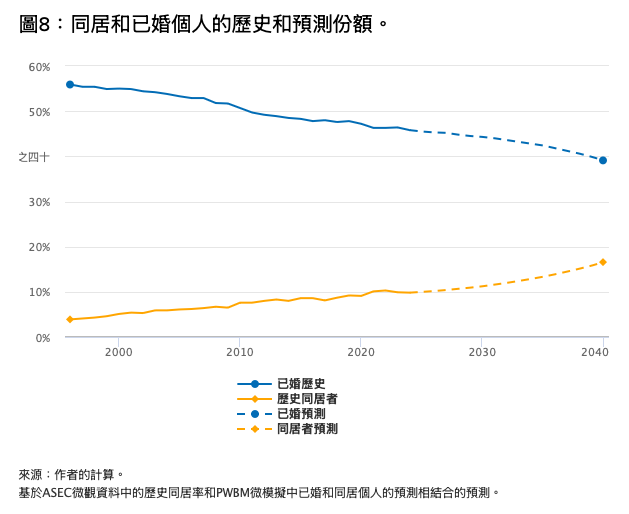 圖8：同居和已婚個人的歷史和預測份額。
60%
50%
之四十
30%
20%
10%
0%
2000 2010 2020 2030 2040
已婚歷史
歷史同居者
已婚預測
同居者預測
來源：作者的計算。
基於ASEC微觀資料中的歷史同居率和PWBM微模擬中已婚和同居個人的預測相結合的預測。